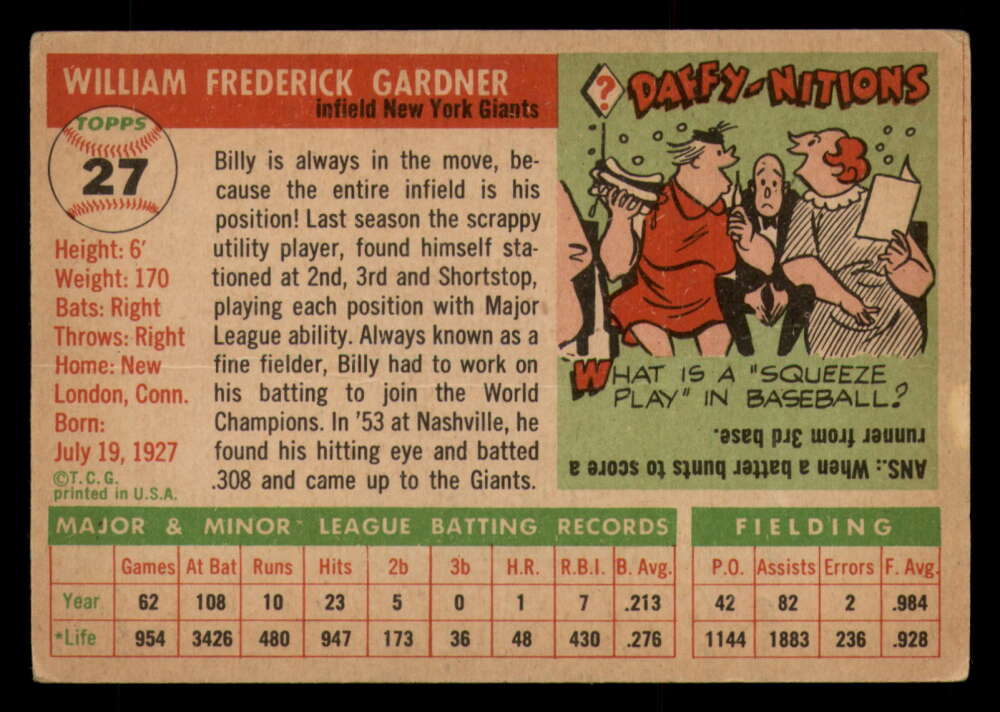 WILLIAM FREDERICK GARDNER
infield New York Giants
TOPPS
27
Height: 6'
Weight: 170
Bats: Right
Throws: Right
Home: New
London, Conn.
Born:
July 19, 1927
©T.C.G.
printed in U.S.A.
Billy is always in the move, be-
cause the entire infield is his
position! Last season the scrappy
utility player, found himself sta-
tioned at 2nd, 3rd and Shortstop,
playing each position with Major
League ability. Always known as a
fine fielder, Billy had to work on
his batting to join the World
Champions. In '53 at Nashville, he
found his hitting eye and batted
.308 and came up to the Giants.
?
DAFFY-NITIONS
WHAT IS A "SQUEEZE
PLAY" IN BASEBALL?
ANS.: When a batter bunts to score a
runner from 3rd base.
MAJOR & MINOR LEAGUE BATTING RECORDS
FIELDING
Games At Bat Runs Hits 2b 3b H.R. R.B.I. B. Avg. P.O. Assists Errors F. Avg.
Year 62 108 10 23 5 0 1 7 .213 42 82 2 .984
*Life 954 3426 480 947 173 36 48 430 .276 1144 1883 236 .928